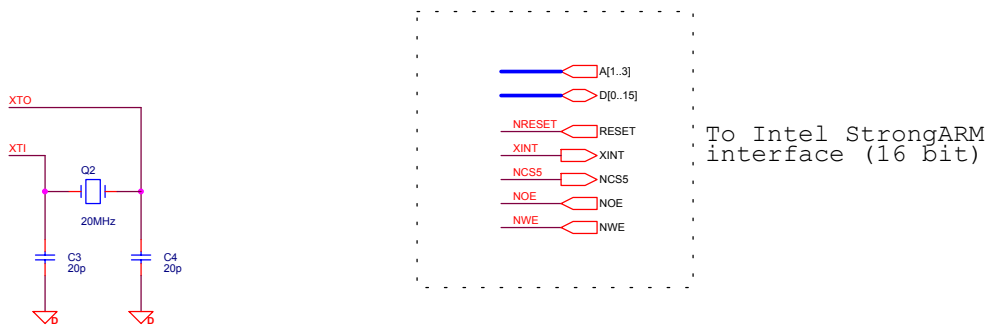 XTO
XTI
Q2
20MHz
C3
20p
C4
20p
D
D
A[1..3]
D[0..15]
NRESET RESET
XINT XINT
NCS5 NCS5
NOE NOE
NWE NWE
To Intel StrongARM
interface (16 bit)